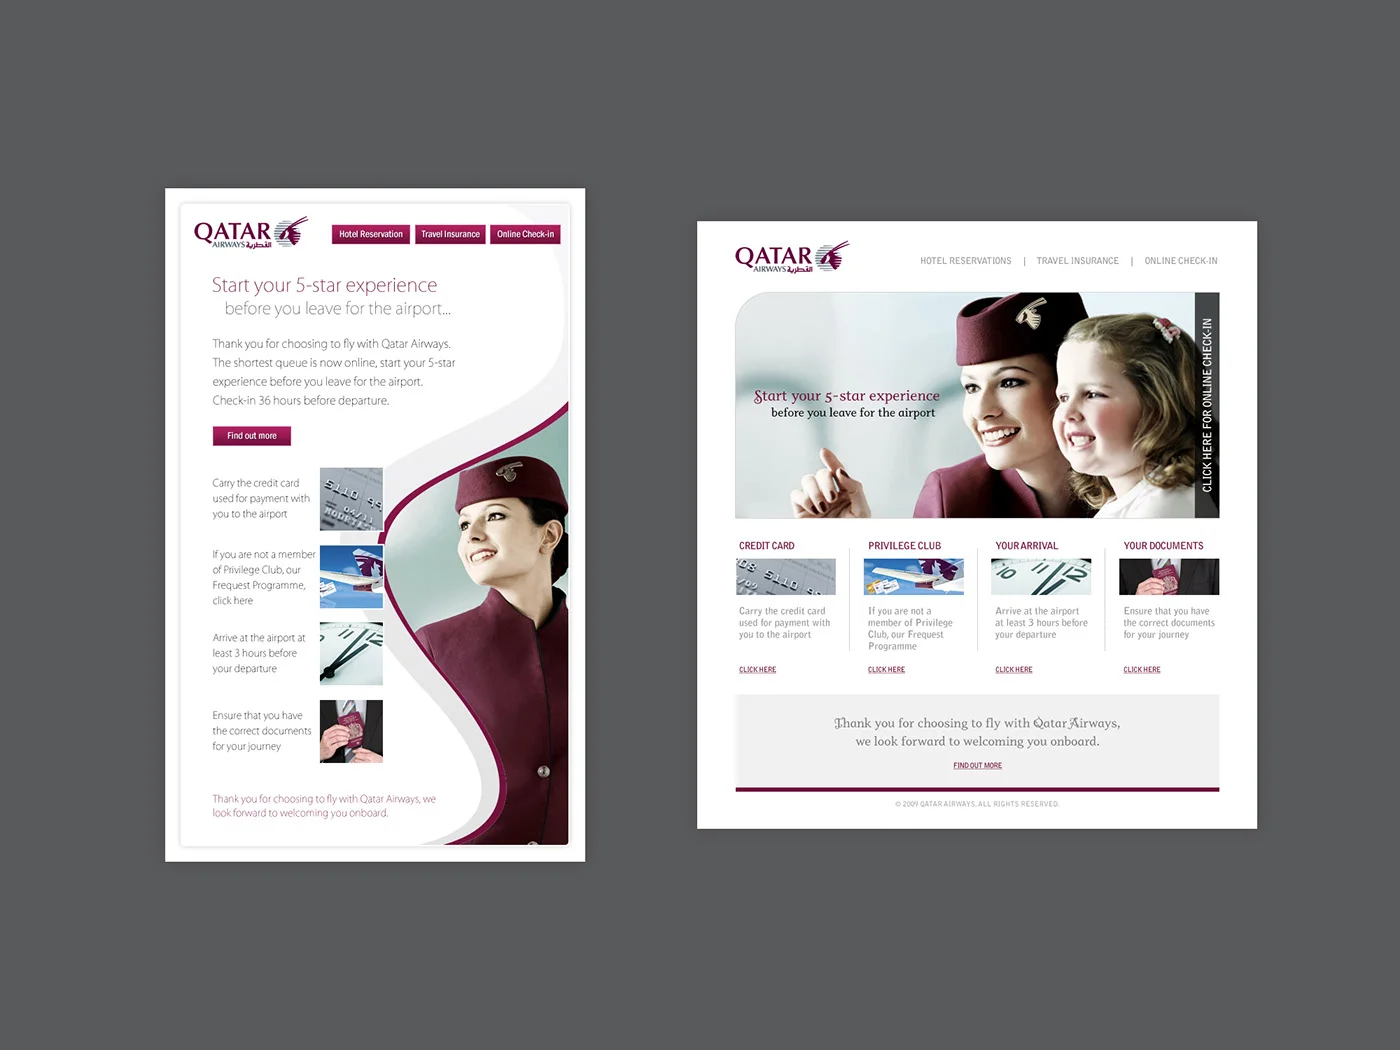 QATAR
AIRWAYS القطرية
Hotel Reservation
Travel Insurance
Online Check-in
Start your 5-star experience
before you leave for the airport...
Thank you for choosing to fly with Qatar Airways.
The shortest queue is now online, start your 5-star
experience before you leave for the airport.
Check-in 36 hours before departure.
Find out more
Carry the credit card
used for payment with
you to the airport
5110 99
04/11
If you are not a member
of Privilege Club, our
Frequest Programme,
click here
Arrive at the airport at
least 3 hours before
your departure
11 12
Ensure that you have
the correct documents
for your journey
Thank you for choosing to fly with Qatar Airways, we
look forward to welcoming you onboard.
QATAR
AIRWAYS القطرية
HOTEL RESERVATIONS | TRAVEL INSURANCE | ONLINE CHECK-IN
Start your 5-star experience
before you leave for the airport
CLICK HERE FOR ONLINE CHECK-IN
CREDIT CARD
5110
Carry the credit card
used for payment with
you to the airport
CLICK HERE
PRIVILEGE CLUB
If you are not a
member of Privilege
Club, our Frequest
Programme
CLICK HERE
YOUR ARRIVAL
10 11 12
Arrive at the airport
at least 3 hours before
your departure
CLICK HERE
YOUR DOCUMENTS
Ensure that you have
the correct documents
for your journey
CLICK HERE
Thank you for choosing to fly with Qatar Airways,
we look forward to welcoming you onboard.
FIND OUT MORE
© 2009 QATAR AIRWAYS. ALL RIGHTS RESERVED.